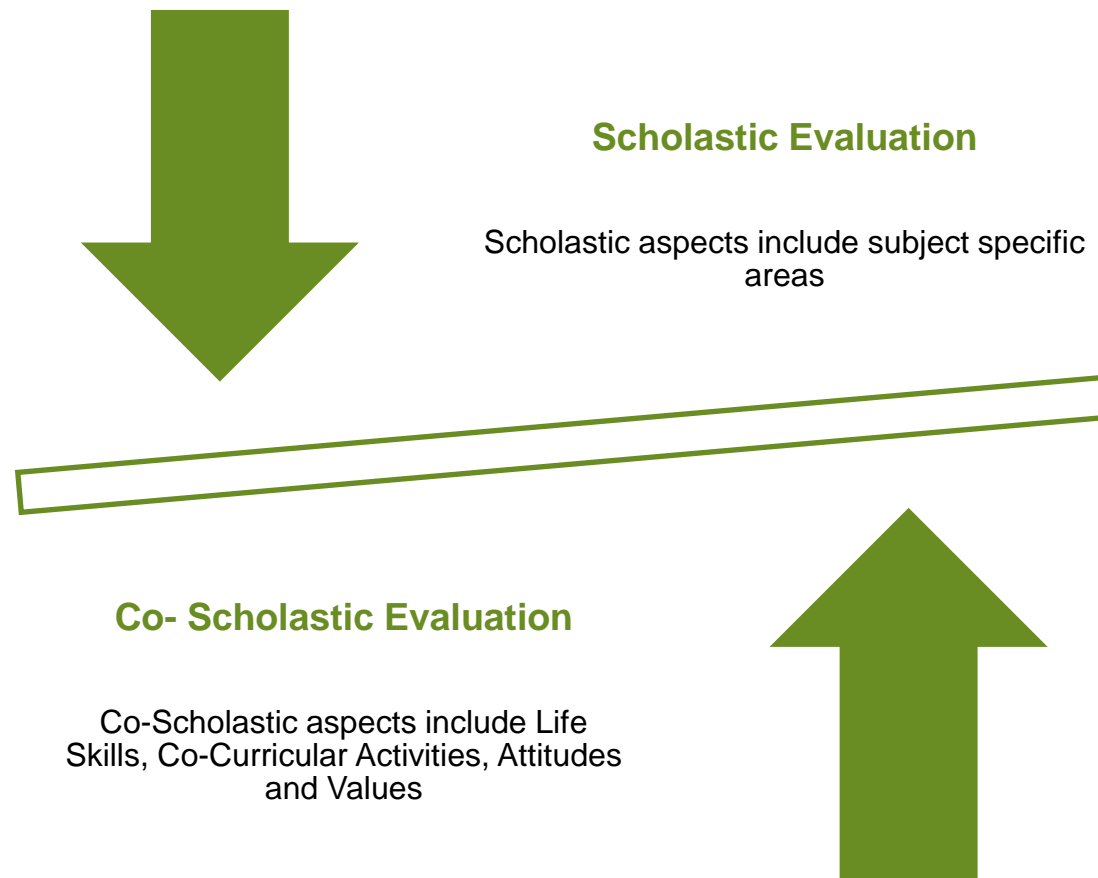 Scholastic Evaluation
Scholastic aspects include subject specific
areas
Co- Scholastic Evaluation
Co-Scholastic aspects include Life
Skills, Co-Curricular Activities, Attitudes
and Values